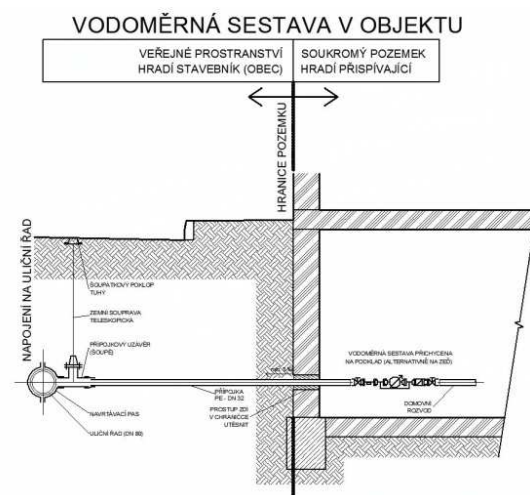 VODOMĚRNÁ SESTAVA V OBJEKTU
VEŘEJNÉ PROSTRANSTVÍ
HRADÍ STAVEBNÍK (OBEC)
SOUKROMÝ POZEMEK
HRADÍ PŘISPÍVAJÍCÍ
HRANICE POZEMKU
NAPOJENÍ NA ULIČNÍ ŘAD
ŠOUPÁTKOVÝ POKLOP
TUHÝ
ZEMNÍ SOUPRAVA
TELESKOPICKÁ
PŘÍPOJKOVÝ UZÁVĚR
(ŠOUPĚ)
VODOMĚRNÁ SESTAVA PŘICHYCENA
NA PODKLAD (ALTERNATIVNĚ NA ZEĎ)
PŘÍPOJKA
PE - DN 32
DOMOVNÍ
ROZVOD
PROSTUP ZDÍ
V CHRÁNIČCE
UTĚSNIT
NAVRTÁVACÍ PAS
ULIČNÍ ŘAD (DN 80)